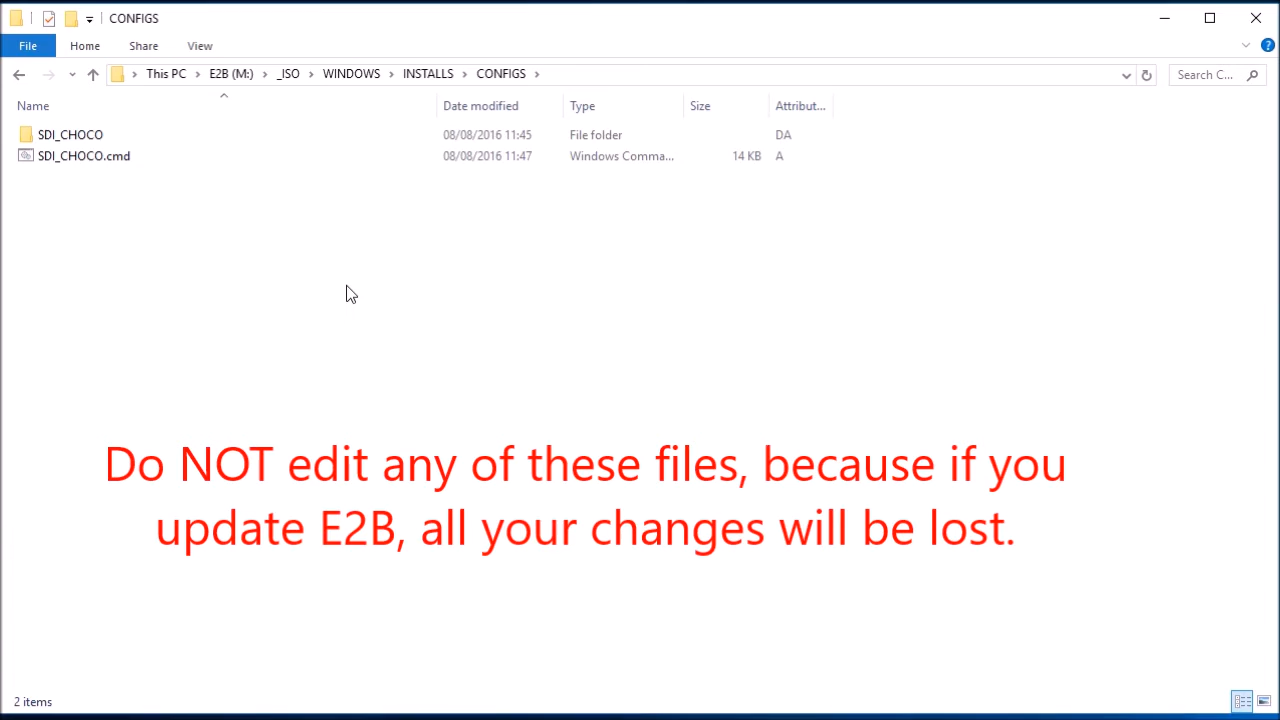 CONFIGS
File Home Share View
This PC E2B (M:) _ISO WINDOWS INSTALLS CONFIGS Search C...
Name Date modified Type Size Attribut...
SDI_CHOCO 08/08/2016 11:45 File folder DA
SDI_CHOCO.cmd 08/08/2016 11:47 Windows Comma... 14 KB A
Do NOT edit any of these files, because if you
update E2B, all your changes will be lost.
2 items